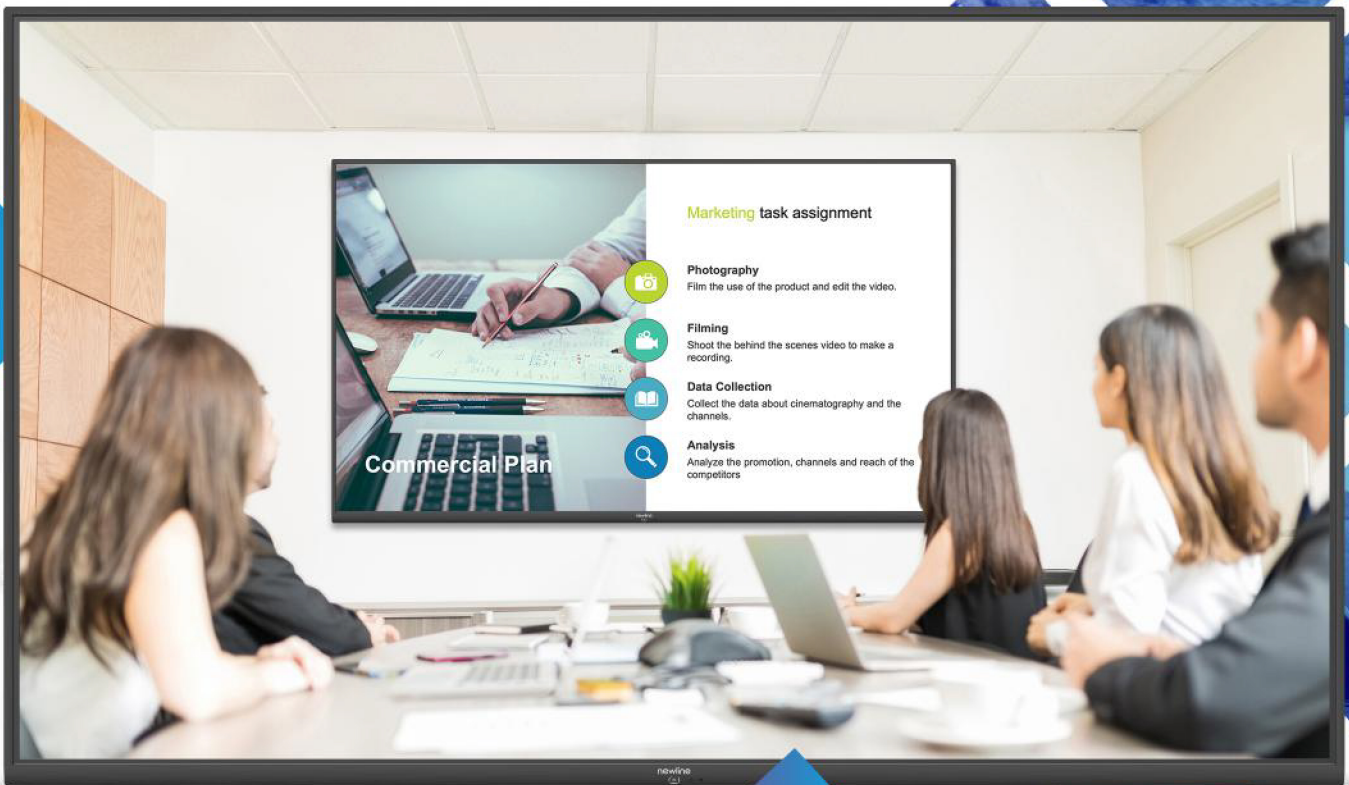 Marketing task assignment
Photography
Film the use of the product and edit the video.
Filming
Shoot the behind the scenes video to make a
recording.
Data Collection
Collect the data about cinematography and the
channels.
Analysis
Analyze the promotion, channels and reach of the
competitors
Commercial Plan
newline
newline